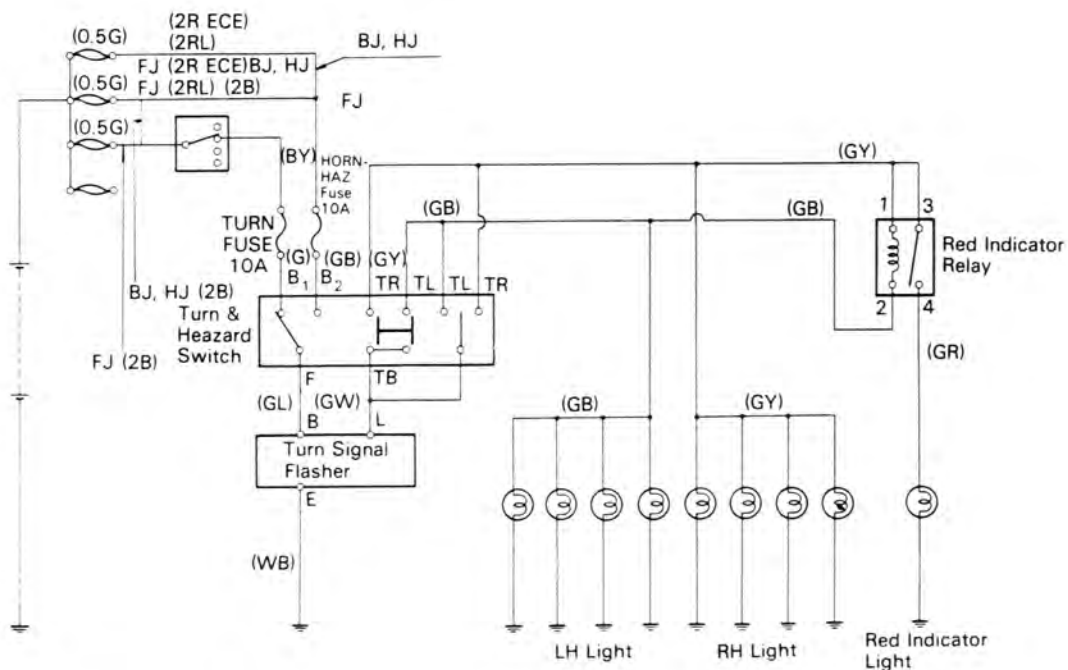 (2R ECE)
(0.5G) (2RL)
BJ, HJ
FJ (2R ECE)BJ, HJ
(0.5G) FJ (2RL) (2B)
FJ
(0.5G)
(BY) HORN-
HAZ
Fuse
10A
(GY)
(GB) (GB)
1 3
TURN
FUSE
10A
Red Indicator
Relay
(G) (GB) (GY)
B1 B2 TR TL TL TR
BJ, HJ (2B)
2 4
Turn &
Heazard
Switch
FJ (2B)
(GR)
F TB
(GL) (GW)
(GB) (GY)
B L
Turn Signal
Flasher
E
(WB)
LH Light RH Light Red Indicator
Light